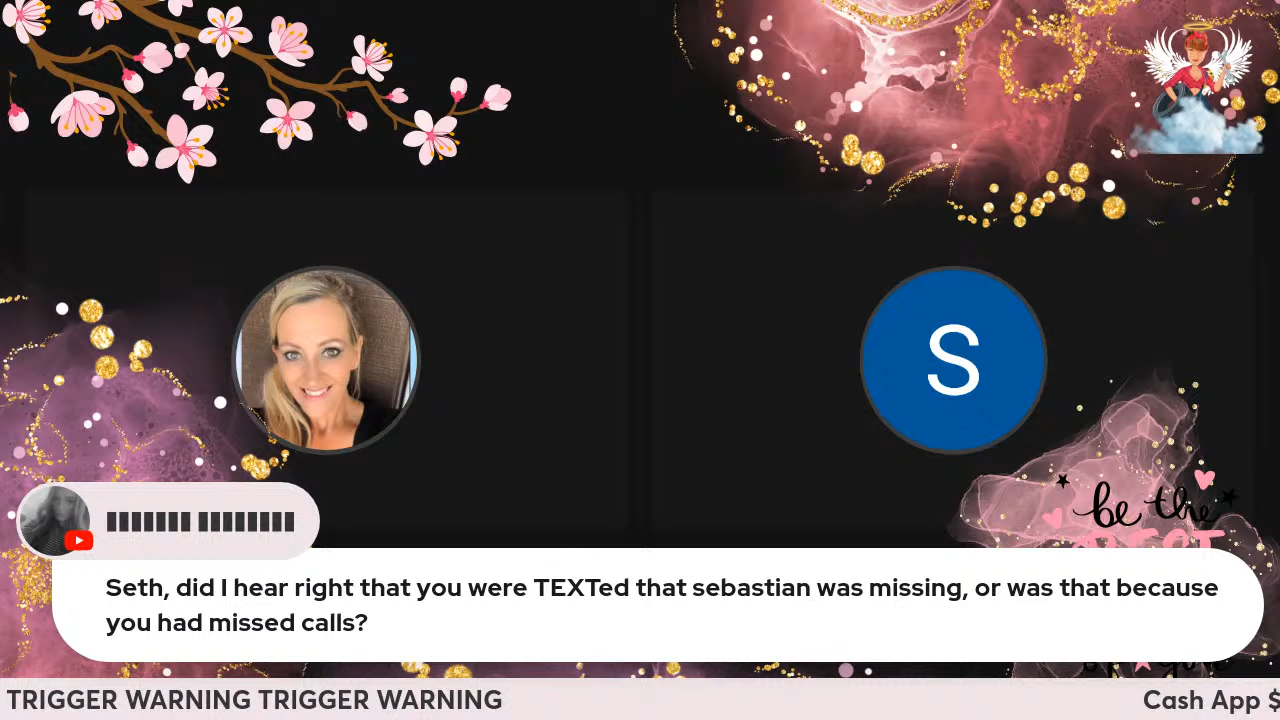 S
be the
BEST
▮▮▮▮▮▮▮ ▮▮▮▮▮▮▮▮
Seth, did I hear right that you were TEXTed that sebastian was missing, or was that because
you had missed calls?
TRIGGER WARNING TRIGGER WARNING
Cash App $